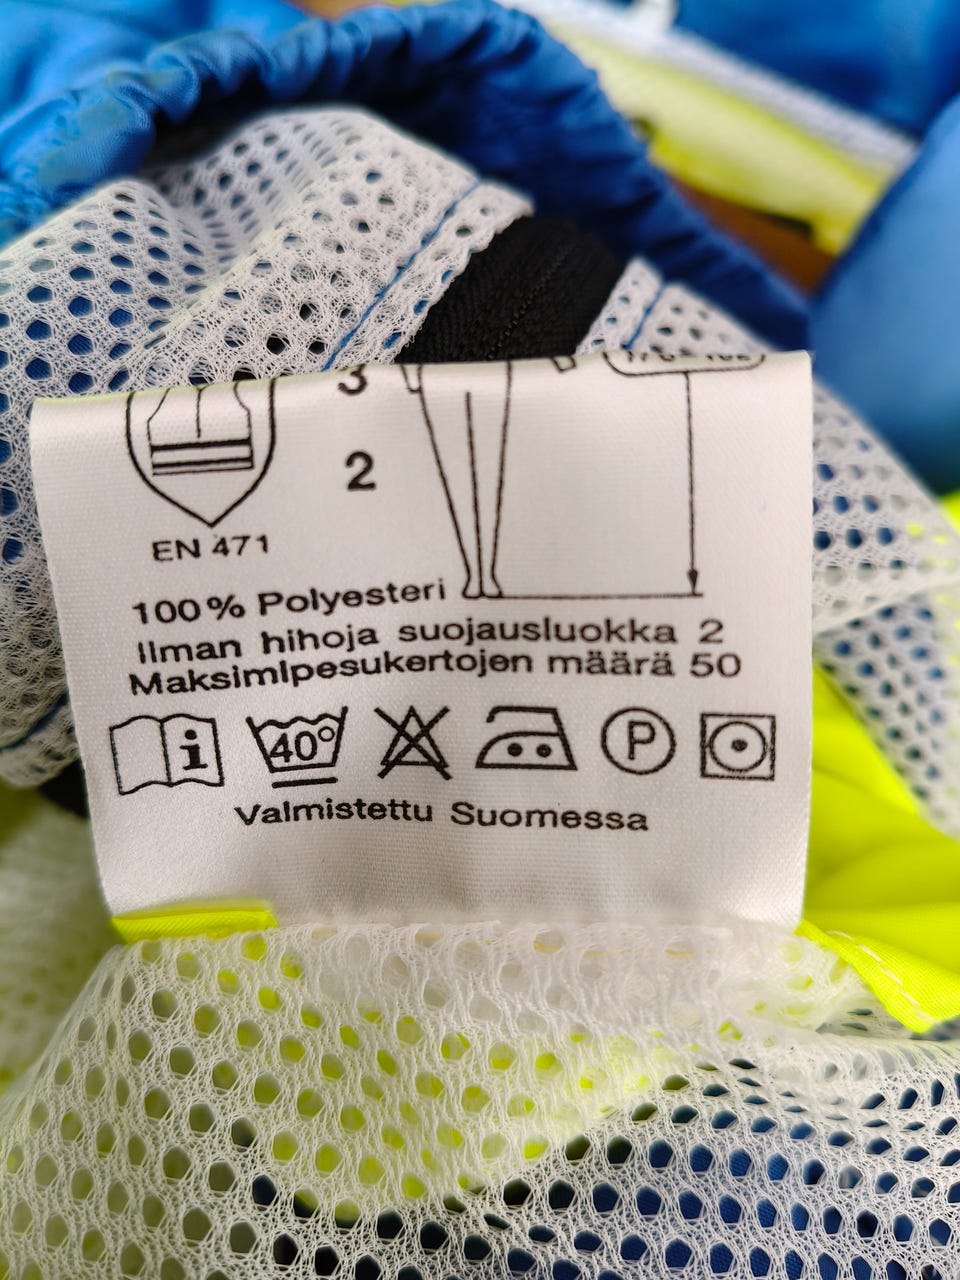 3
2
EN 471
100% Polyesteri
Ilman hihoja suojausluokka 2
Maksimipesukertojen määrä 50
i 40° P
Valmistettu Suomessa